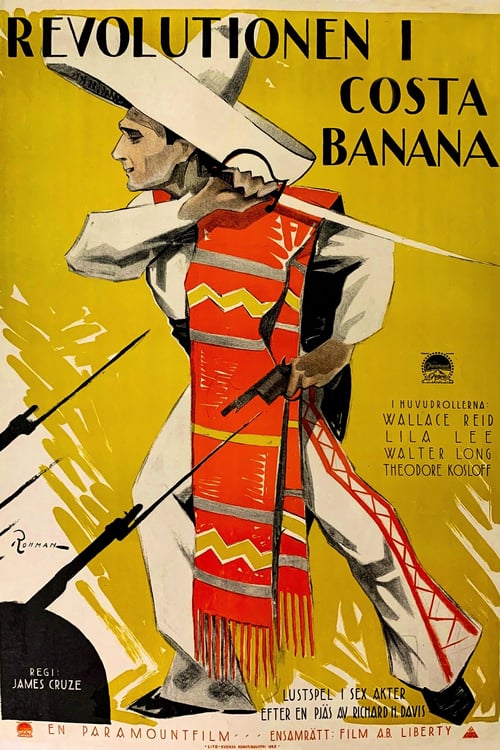 REVOLUTIONEN I
COSTA
BANANA
I HUVUDROLLERNA:
WALLACE REID
LILA LEE
WALTER LONG
THEODORE KOSLOFF
ROHMAN
REGI:
JAMES CRUZE
LUSTSPEL I SEX AKTER
EFTER EN PJÄS AV RICHARD H. DAVIS
EN PARAMOUNTFILM... ENSAMRÄTT: FILM A.B. LIBERTY